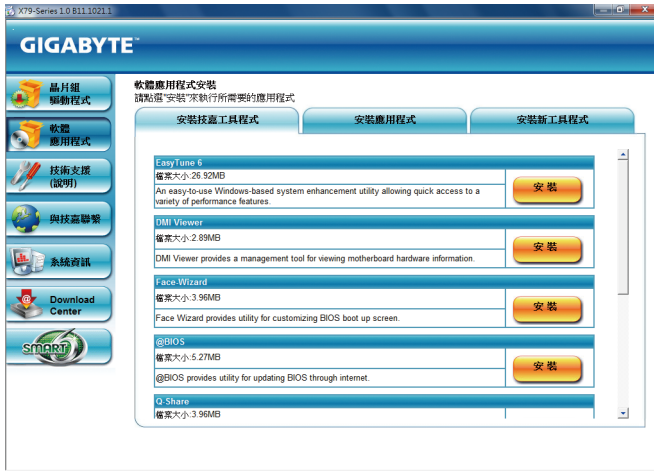 X79-Series 1.0 B11.1021.1
GIGABYTE™
晶片組
驅動程式
軟體
應用程式
技術支援
(說明)
與技嘉聯繫
系統資訊
Download
Center
SMART
軟體應用程式安裝
請點選"安裝"來執行所需要的應用程式
安裝技嘉工具程式
安裝應用程式
安裝新工具程式
EasyTune 6
檔案大小:26.92MB
An easy-to-use Windows-based system enhancement utility allowing quick access to a
variety of performance features.
安裝
DMI Viewer
檔案大小:2.89MB
DMI Viewer provides a management tool for viewing motherboard hardware information.
安裝
Face-Wizard
檔案大小:3.96MB
Face Wizard provides utility for customizing BIOS boot up screen.
安裝
@BIOS
檔案大小:5.27MB
@BIOS provides utility for updating BIOS through internet.
安裝
Q-Share
檔案大小:3.96MB